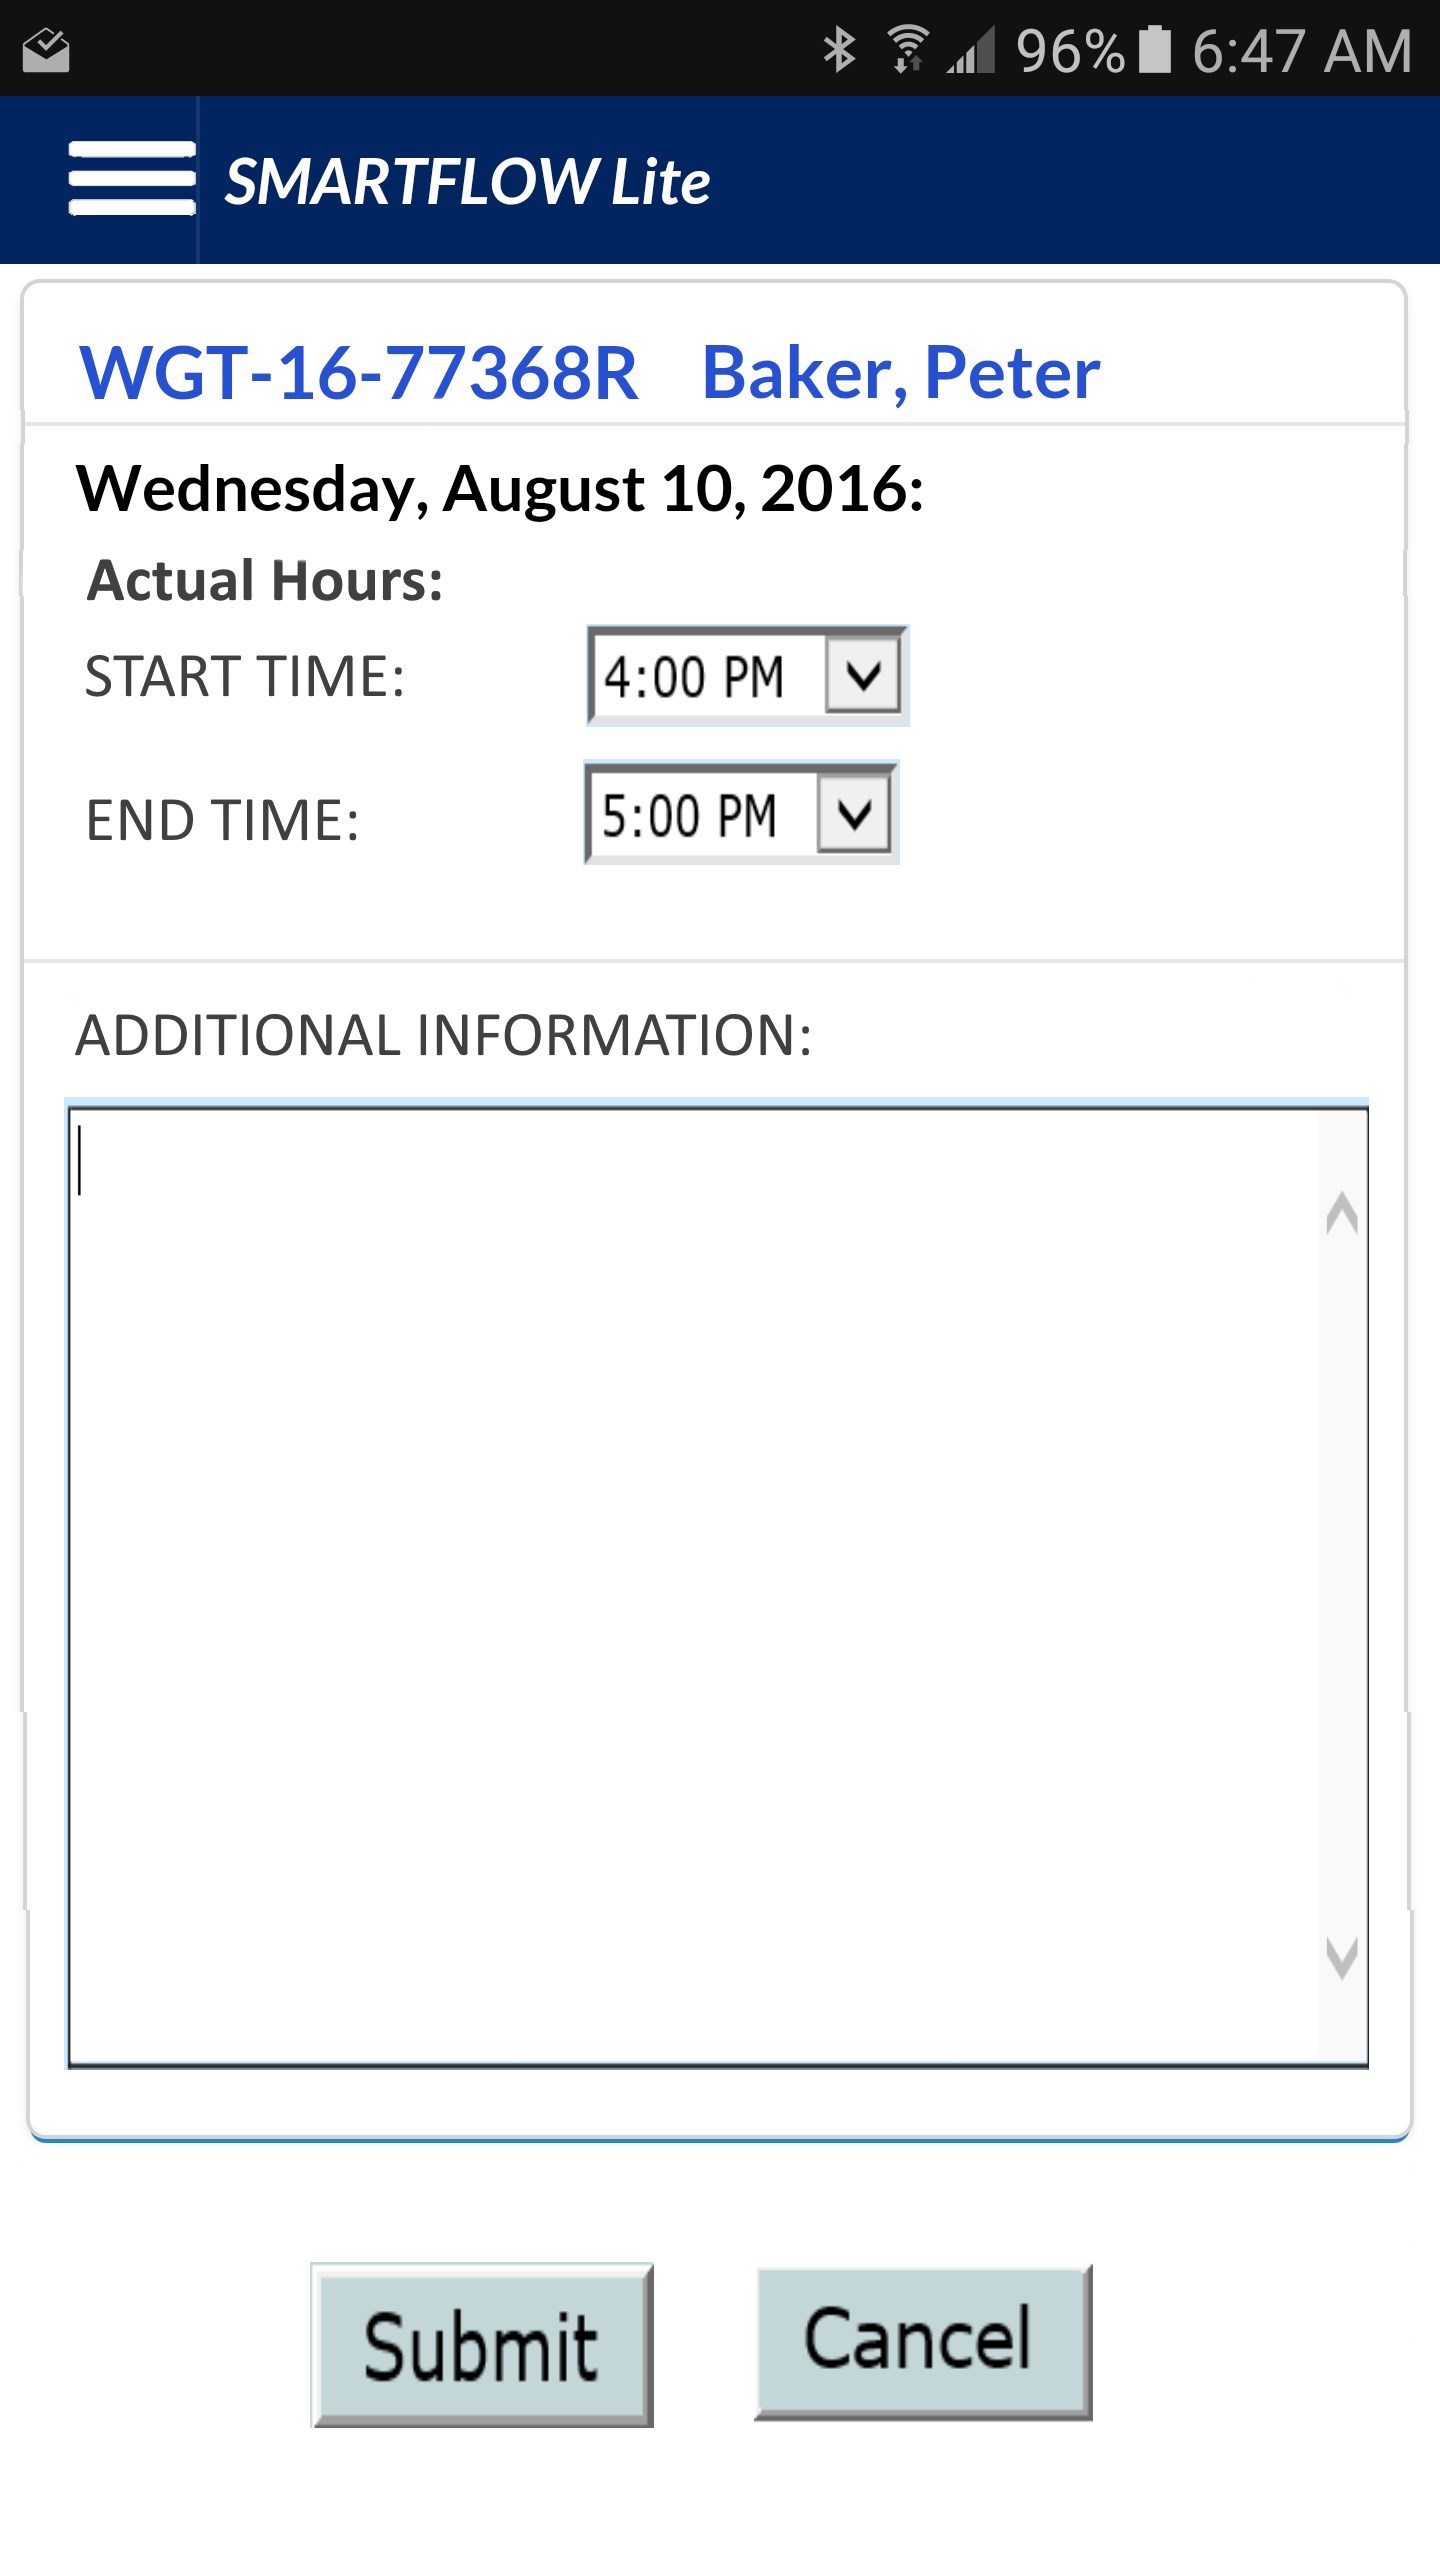 96% 6:47 AM
SMARTFLOW Lite
WGT-16-77368R Baker, Peter
Wednesday, August 10, 2016:
Actual Hours:
START TIME: 4:00 PM
END TIME: 5:00 PM
ADDITIONAL INFORMATION:
Submit Cancel